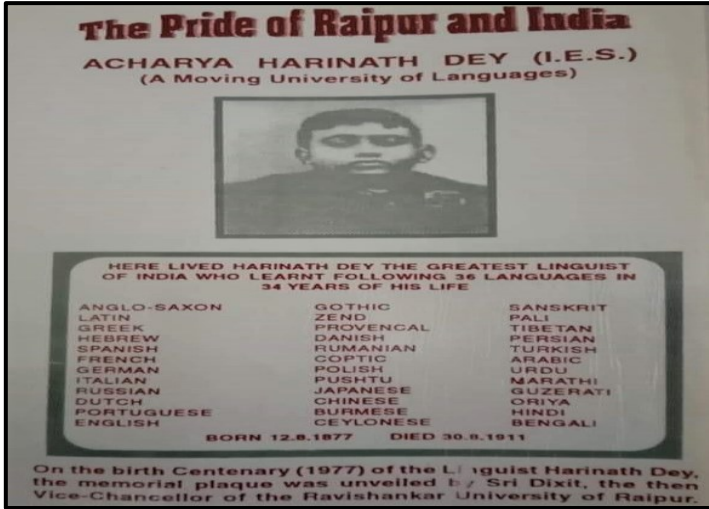 The Pride of Raipur and India
ACHARYA HARINATH DEY (I.E.S.)
(A Moving University of Languages)
HERE LIVED HARINATH DEY THE GREATEST LINGUIST
OF INDIA WHO LEARNT FOLLOWING 36 LANGUAGES IN
34 YEARS OF HIS LIFE
ANGLO-SAXON GOTHIC SANSKRIT
LATIN ZEND PALI
GREEK PROVENCAL TIBETAN
HEBREW DANISH PERSIAN
SPANISH RUMANIAN TURKISH
FRENCH COPTIC ARABIC
GERMAN POLISH URDU
ITALIAN PUSHTU MARATHI
RUSSIAN JAPANESE GUZERATI
DUTCH CHINESE ORIYA
PORTUGUESE BURMESE HINDI
ENGLISH CEYLONESE BENGALI
BORN 12.8.1877 DIED 30.8.1911
On the birth Centenary (1977) of the Linguist Harinath Dey,
the memorial plaque was unveiled by Sri Dixit, the then
Vice-Chancellor of the Ravishankar University of Raipur.